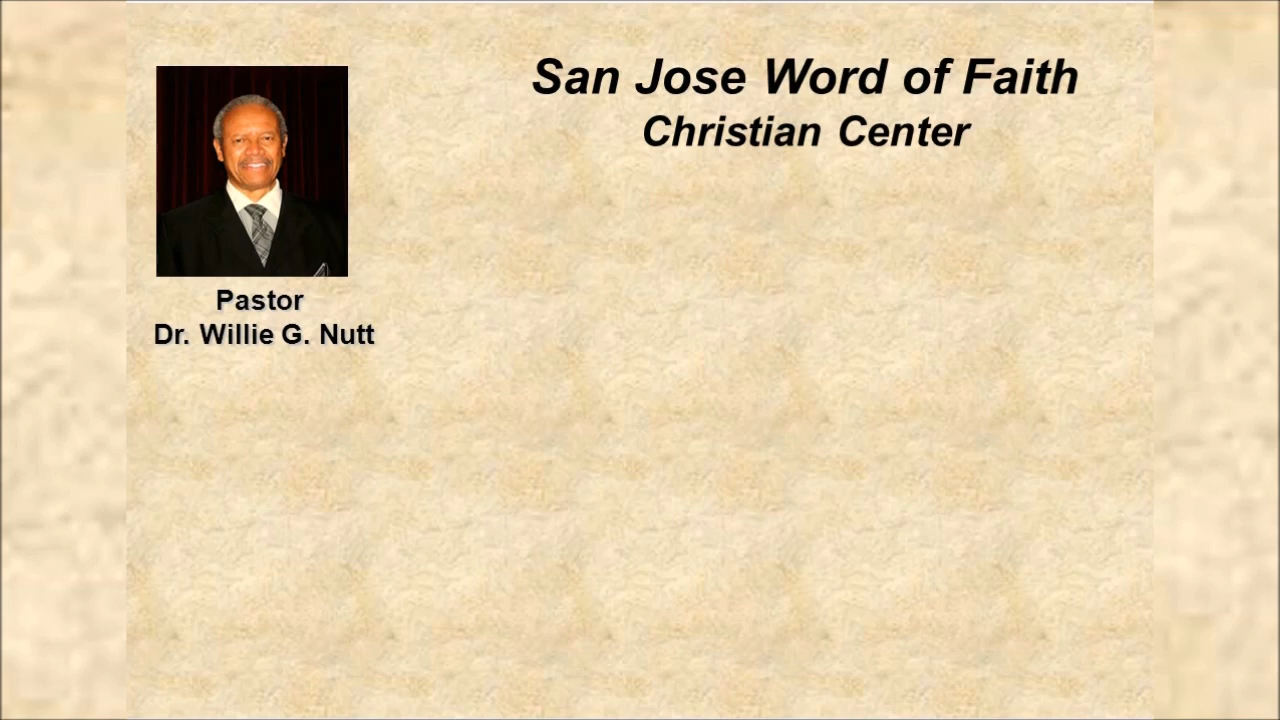 San Jose Word of Faith
Christian Center
Pastor
Dr. Willie G. Nutt